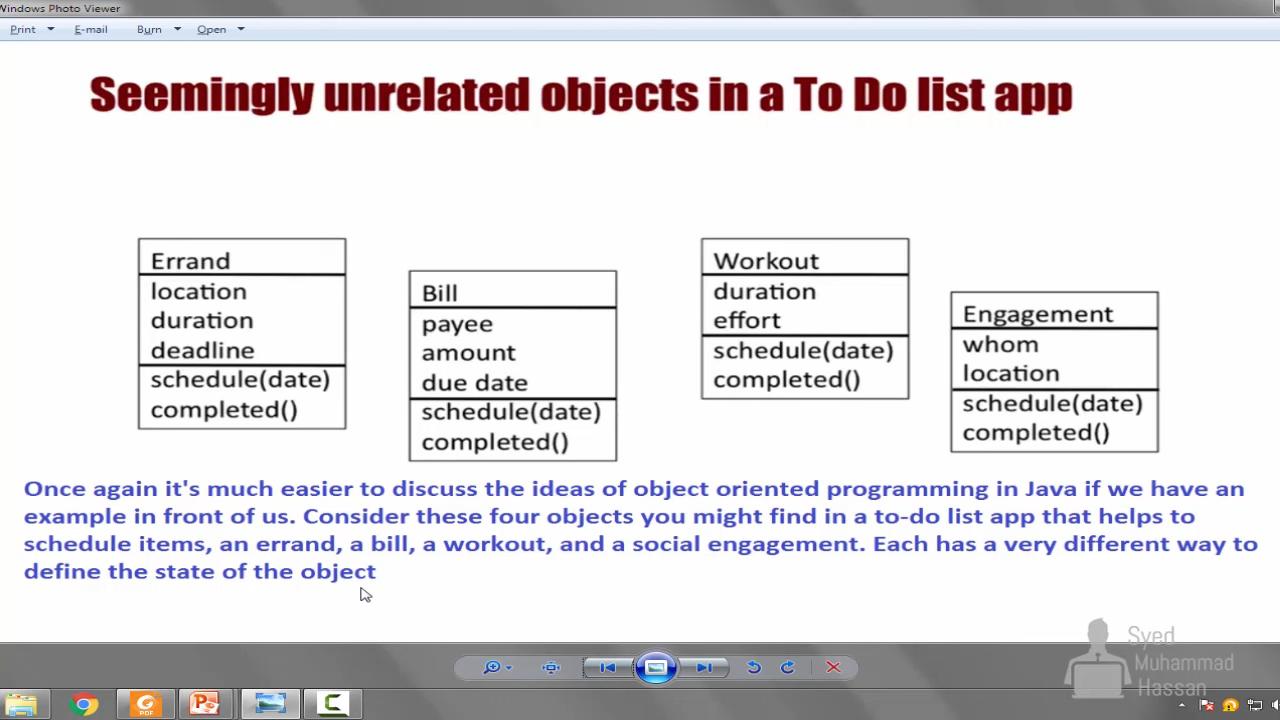 Windows Photo Viewer
Print
E-mail
Burn
Open
Seemingly unrelated objects in a To Do list app
Errand
location
duration
deadline
schedule(date)
completed()
Bill
payee
amount
due date
schedule(date)
completed()
Workout
duration
effort
schedule(date)
completed()
Engagement
whom
location
schedule(date)
completed()
Once again it's much easier to discuss the ideas of object oriented programming in Java if we have an
example in front of us. Consider these four objects you might find in a to-do list app that helps to
schedule items, an errand, a bill, a workout, and a social engagement. Each has a very different way to
define the state of the object
Syed
Muhammad
Hassan
PDF